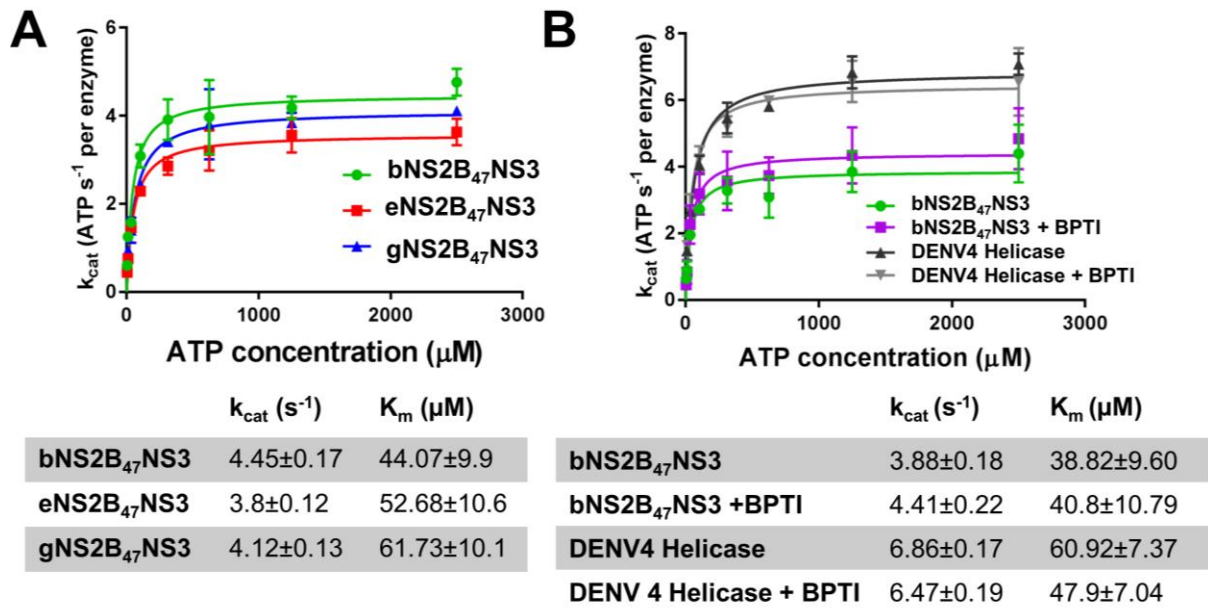 A
k_cat (ATP s⁻¹ per enzyme)
6
4
2
0
0 1000 2000 3000
ATP concentration (μM)
bNS2B₄₇NS3
eNS2B₄₇NS3
gNS2B₄₇NS3
k_cat (s⁻¹) K_m (μM)
bNS2B₄₇NS3 4.45±0.17 44.07±9.9
eNS2B₄₇NS3 3.8±0.12 52.68±10.6
gNS2B₄₇NS3 4.12±0.13 61.73±10.1
B
k_cat (ATP s⁻¹ per enzyme)
8
6
4
2
0
0 1000 2000 3000
ATP concentration (μM)
bNS2B₄₇NS3
bNS2B₄₇NS3 + BPTI
DENV4 Helicase
DENV4 Helicase + BPTI
k_cat (s⁻¹) K_m (μM)
bNS2B₄₇NS3 3.88±0.18 38.82±9.60
bNS2B₄₇NS3 +BPTI 4.41±0.22 40.8±10.79
DENV4 Helicase 6.86±0.17 60.92±7.37
DENV 4 Helicase + BPTI 6.47±0.19 47.9±7.04